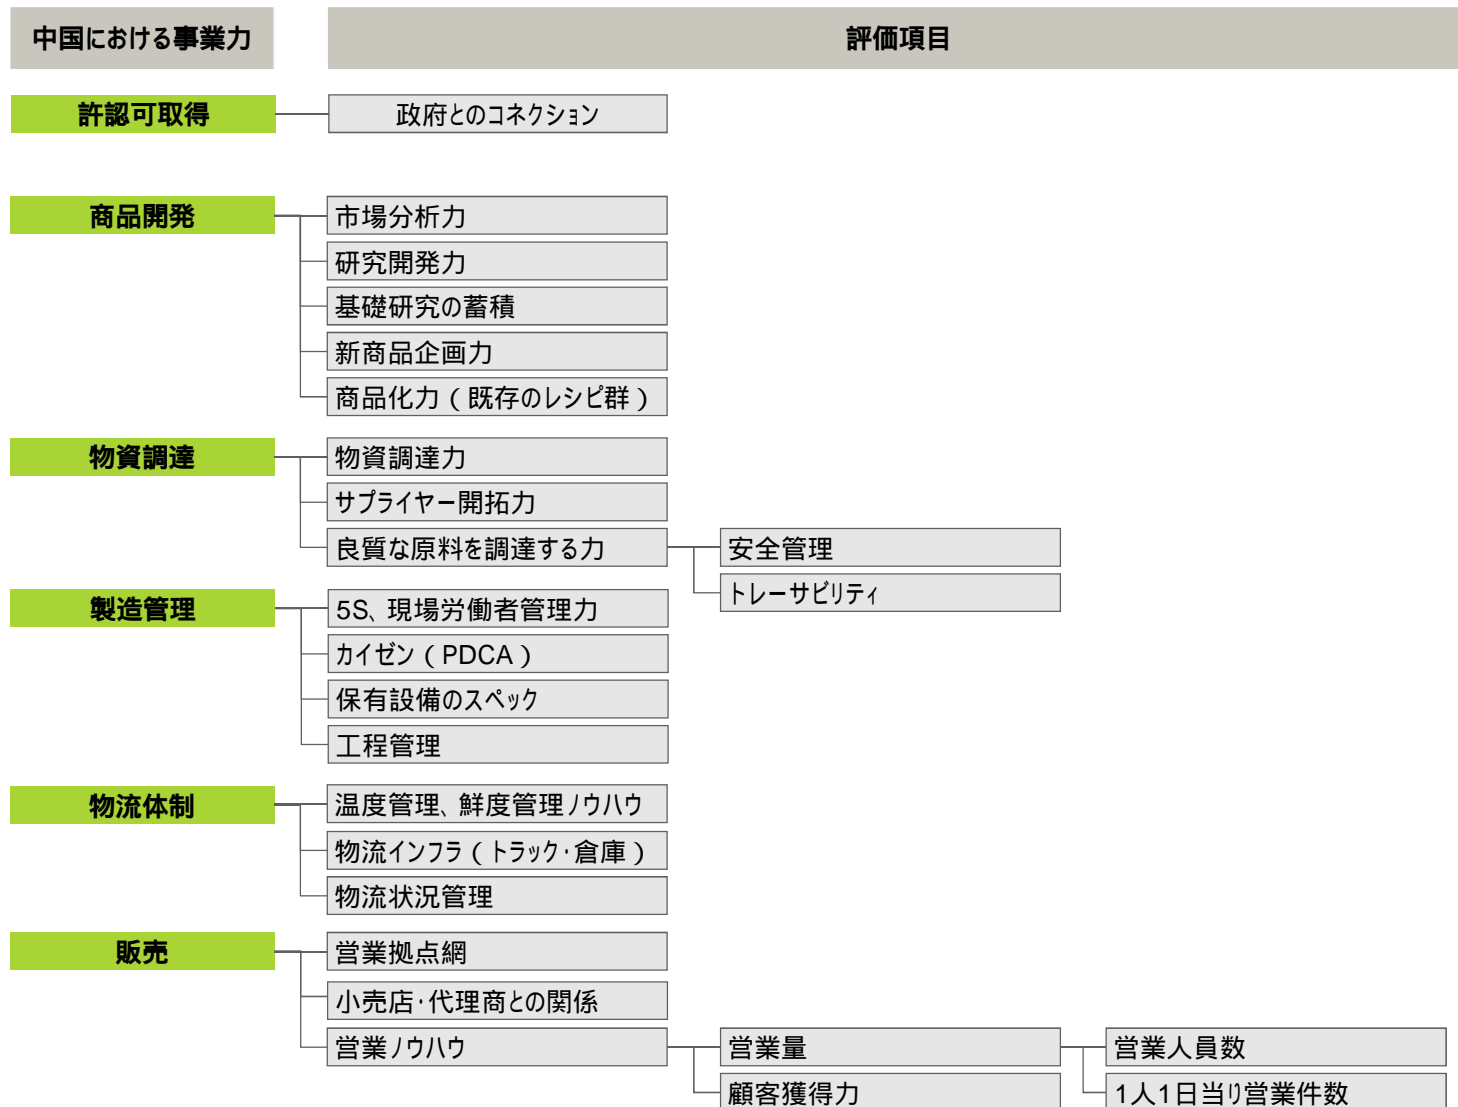 中国における事業力
評価項目
許認可取得
政府とのコネクション
商品開発
市場分析力
研究開発力
基礎研究の蓄積
新商品企画力
商品化力（既存のレシピ群）
物資調達
物資調達力
サプライヤー開拓力
良質な原料を調達する力
安全管理
トレーサビリティ
製造管理
5S、現場労働者管理力
カイゼン（PDCA）
保有設備のスペック
工程管理
物流体制
温度管理、鮮度管理ノウハウ
物流インフラ（トラック・倉庫）
物流状況管理
販売
営業拠点網
小売店・代理商との関係
営業ノウハウ
営業量
営業人員数
顧客獲得力
1人1日当り営業件数